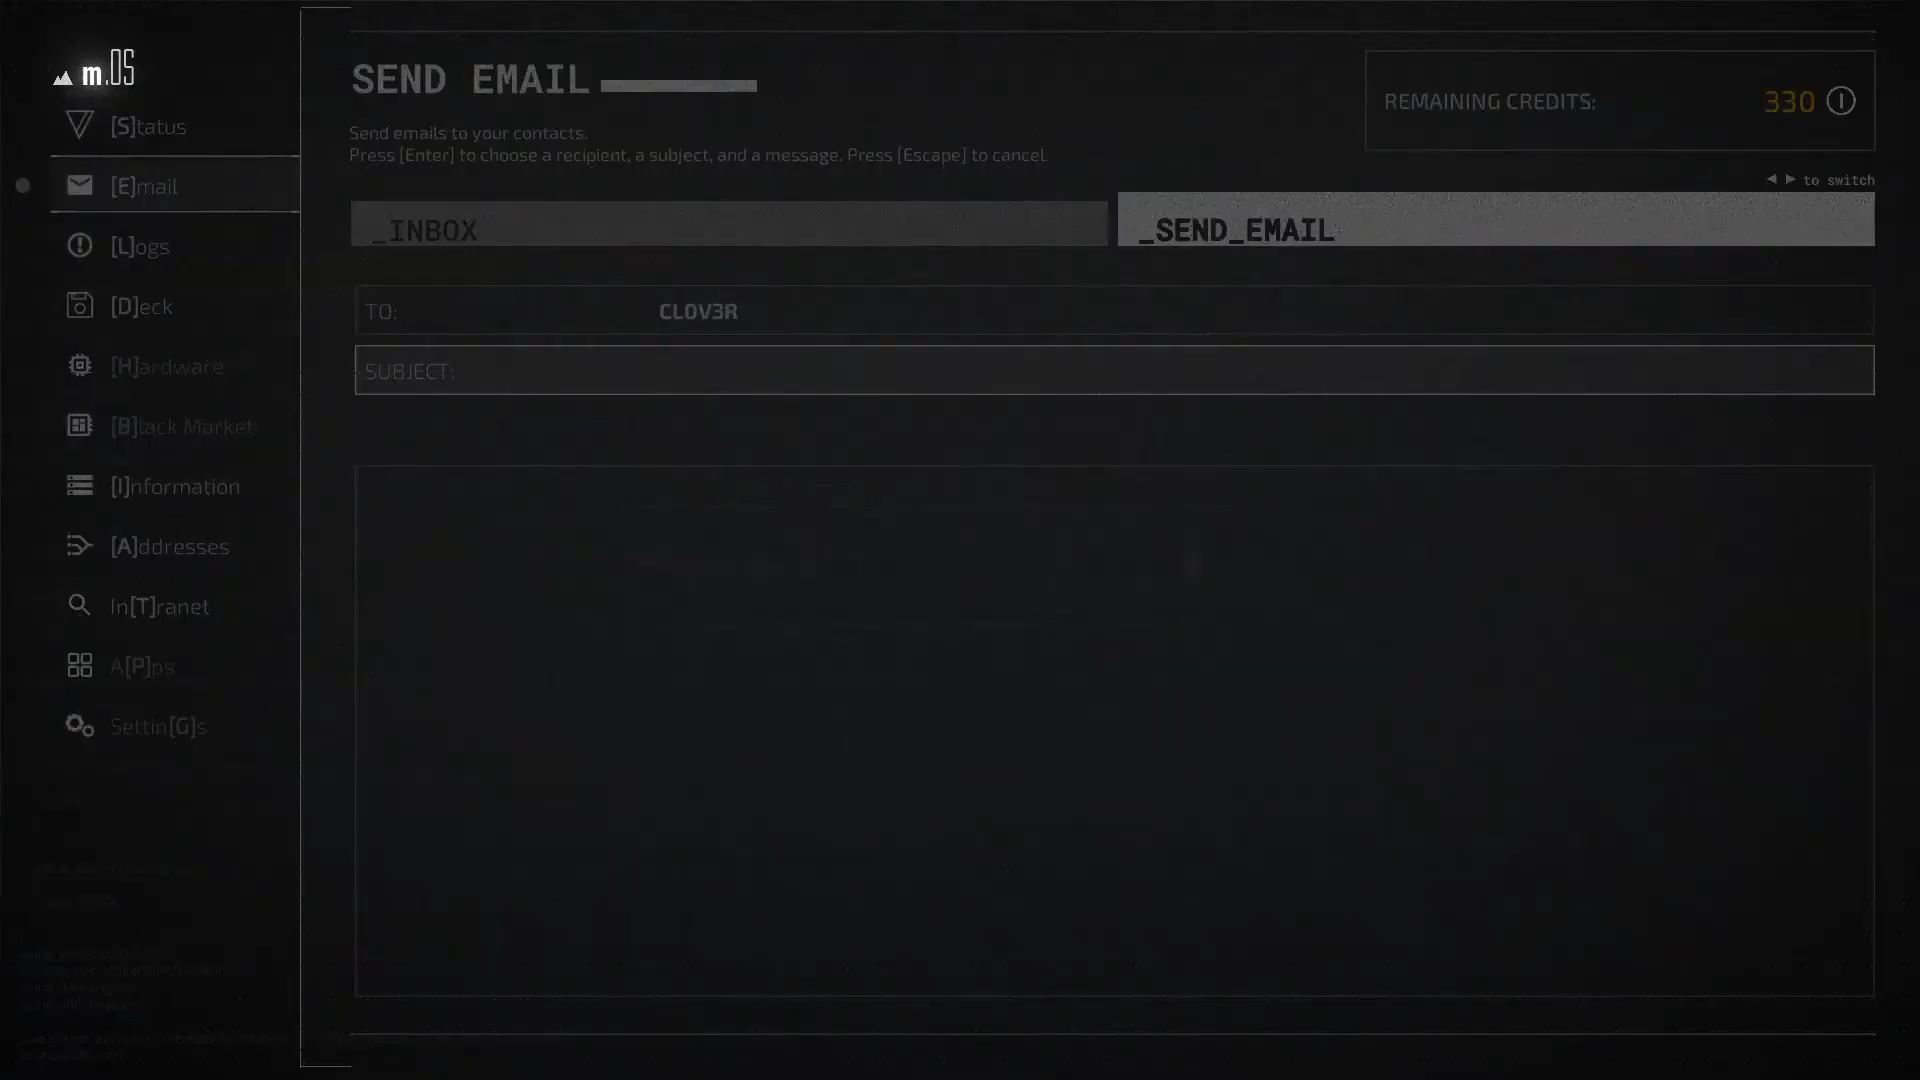 m.OS
[S]tatus
[E]mail
[L]ogs
[D]eck
[H]ardware
[B]lack Market
[I]nformation
[A]ddresses
In[T]ranet
A[P]ps
Settin[G]s
SEND EMAIL
Send emails to your contacts.
Press [Enter] to choose a recipient, a subject, and a message. Press [Escape] to cancel.
REMAINING CREDITS: 330
◀ ▶ to switch
_INBOX
_SEND_EMAIL
TO: CL0V3R
SUBJECT: